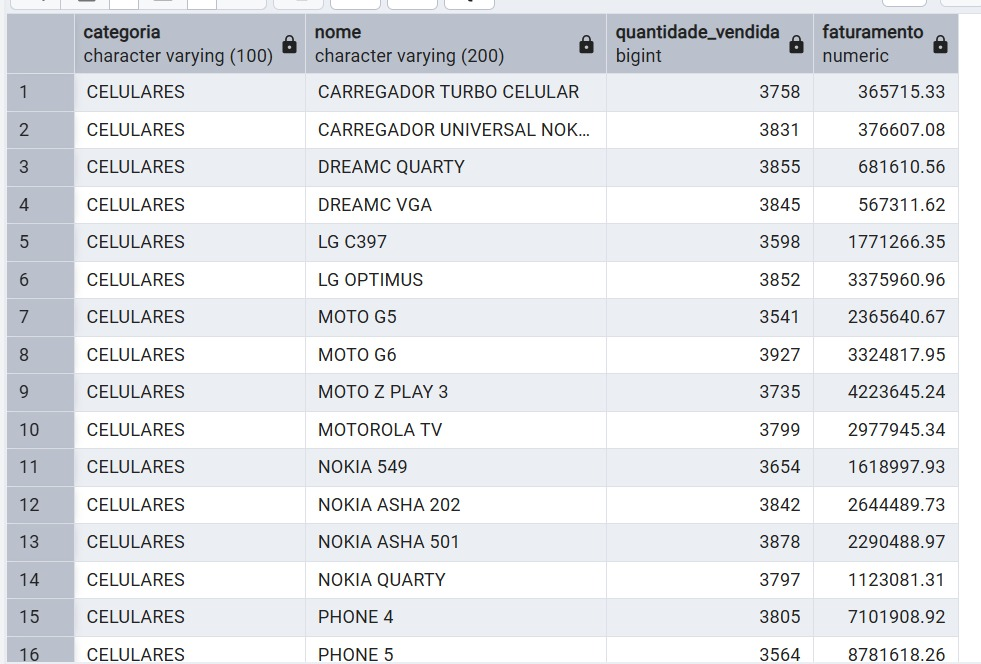 categoria nome quantidade_vendida faturamento
character varying (100) character varying (200) bigint numeric
1 CELULARES CARREGADOR TURBO CELULAR 3758 365715.33
2 CELULARES CARREGADOR UNIVERSAL NOK... 3831 376607.08
3 CELULARES DREAMC QUARTY 3855 681610.56
4 CELULARES DREAMC VGA 3845 567311.62
5 CELULARES LG C397 3598 1771266.35
6 CELULARES LG OPTIMUS 3852 3375960.96
7 CELULARES MOTO G5 3541 2365640.67
8 CELULARES MOTO G6 3927 3324817.95
9 CELULARES MOTO Z PLAY 3 3735 4223645.24
10 CELULARES MOTOROLA TV 3799 2977945.34
11 CELULARES NOKIA 549 3654 1618997.93
12 CELULARES NOKIA ASHA 202 3842 2644489.73
13 CELULARES NOKIA ASHA 501 3878 2290488.97
14 CELULARES NOKIA QUARTY 3797 1123081.31
15 CELULARES PHONE 4 3805 7101908.92
16 CELULARES PHONE 5 3564 8781618.26